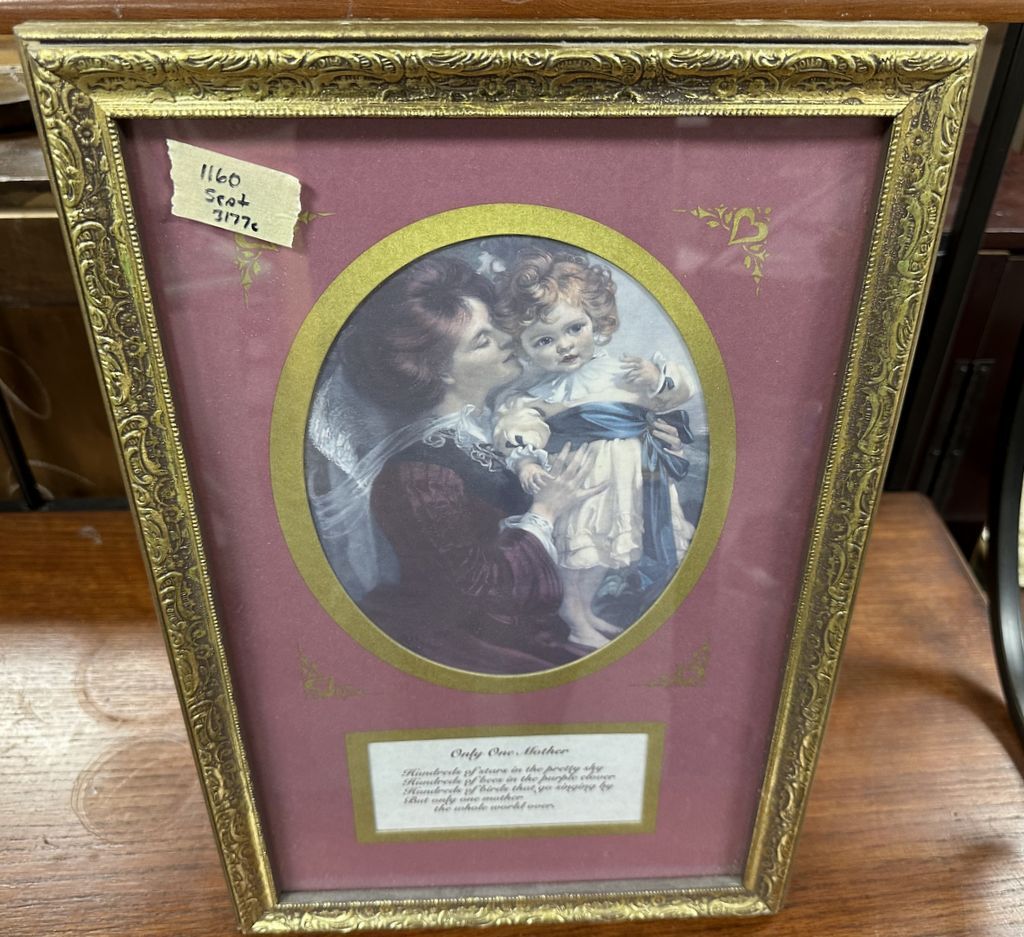 1160
Sept
3177c
Only One Mother
Hundreds of stars in the pretty sky
Hundreds of bees in the purple clover
Hundreds of birds that go singing by
But only one mother
the whole world over.